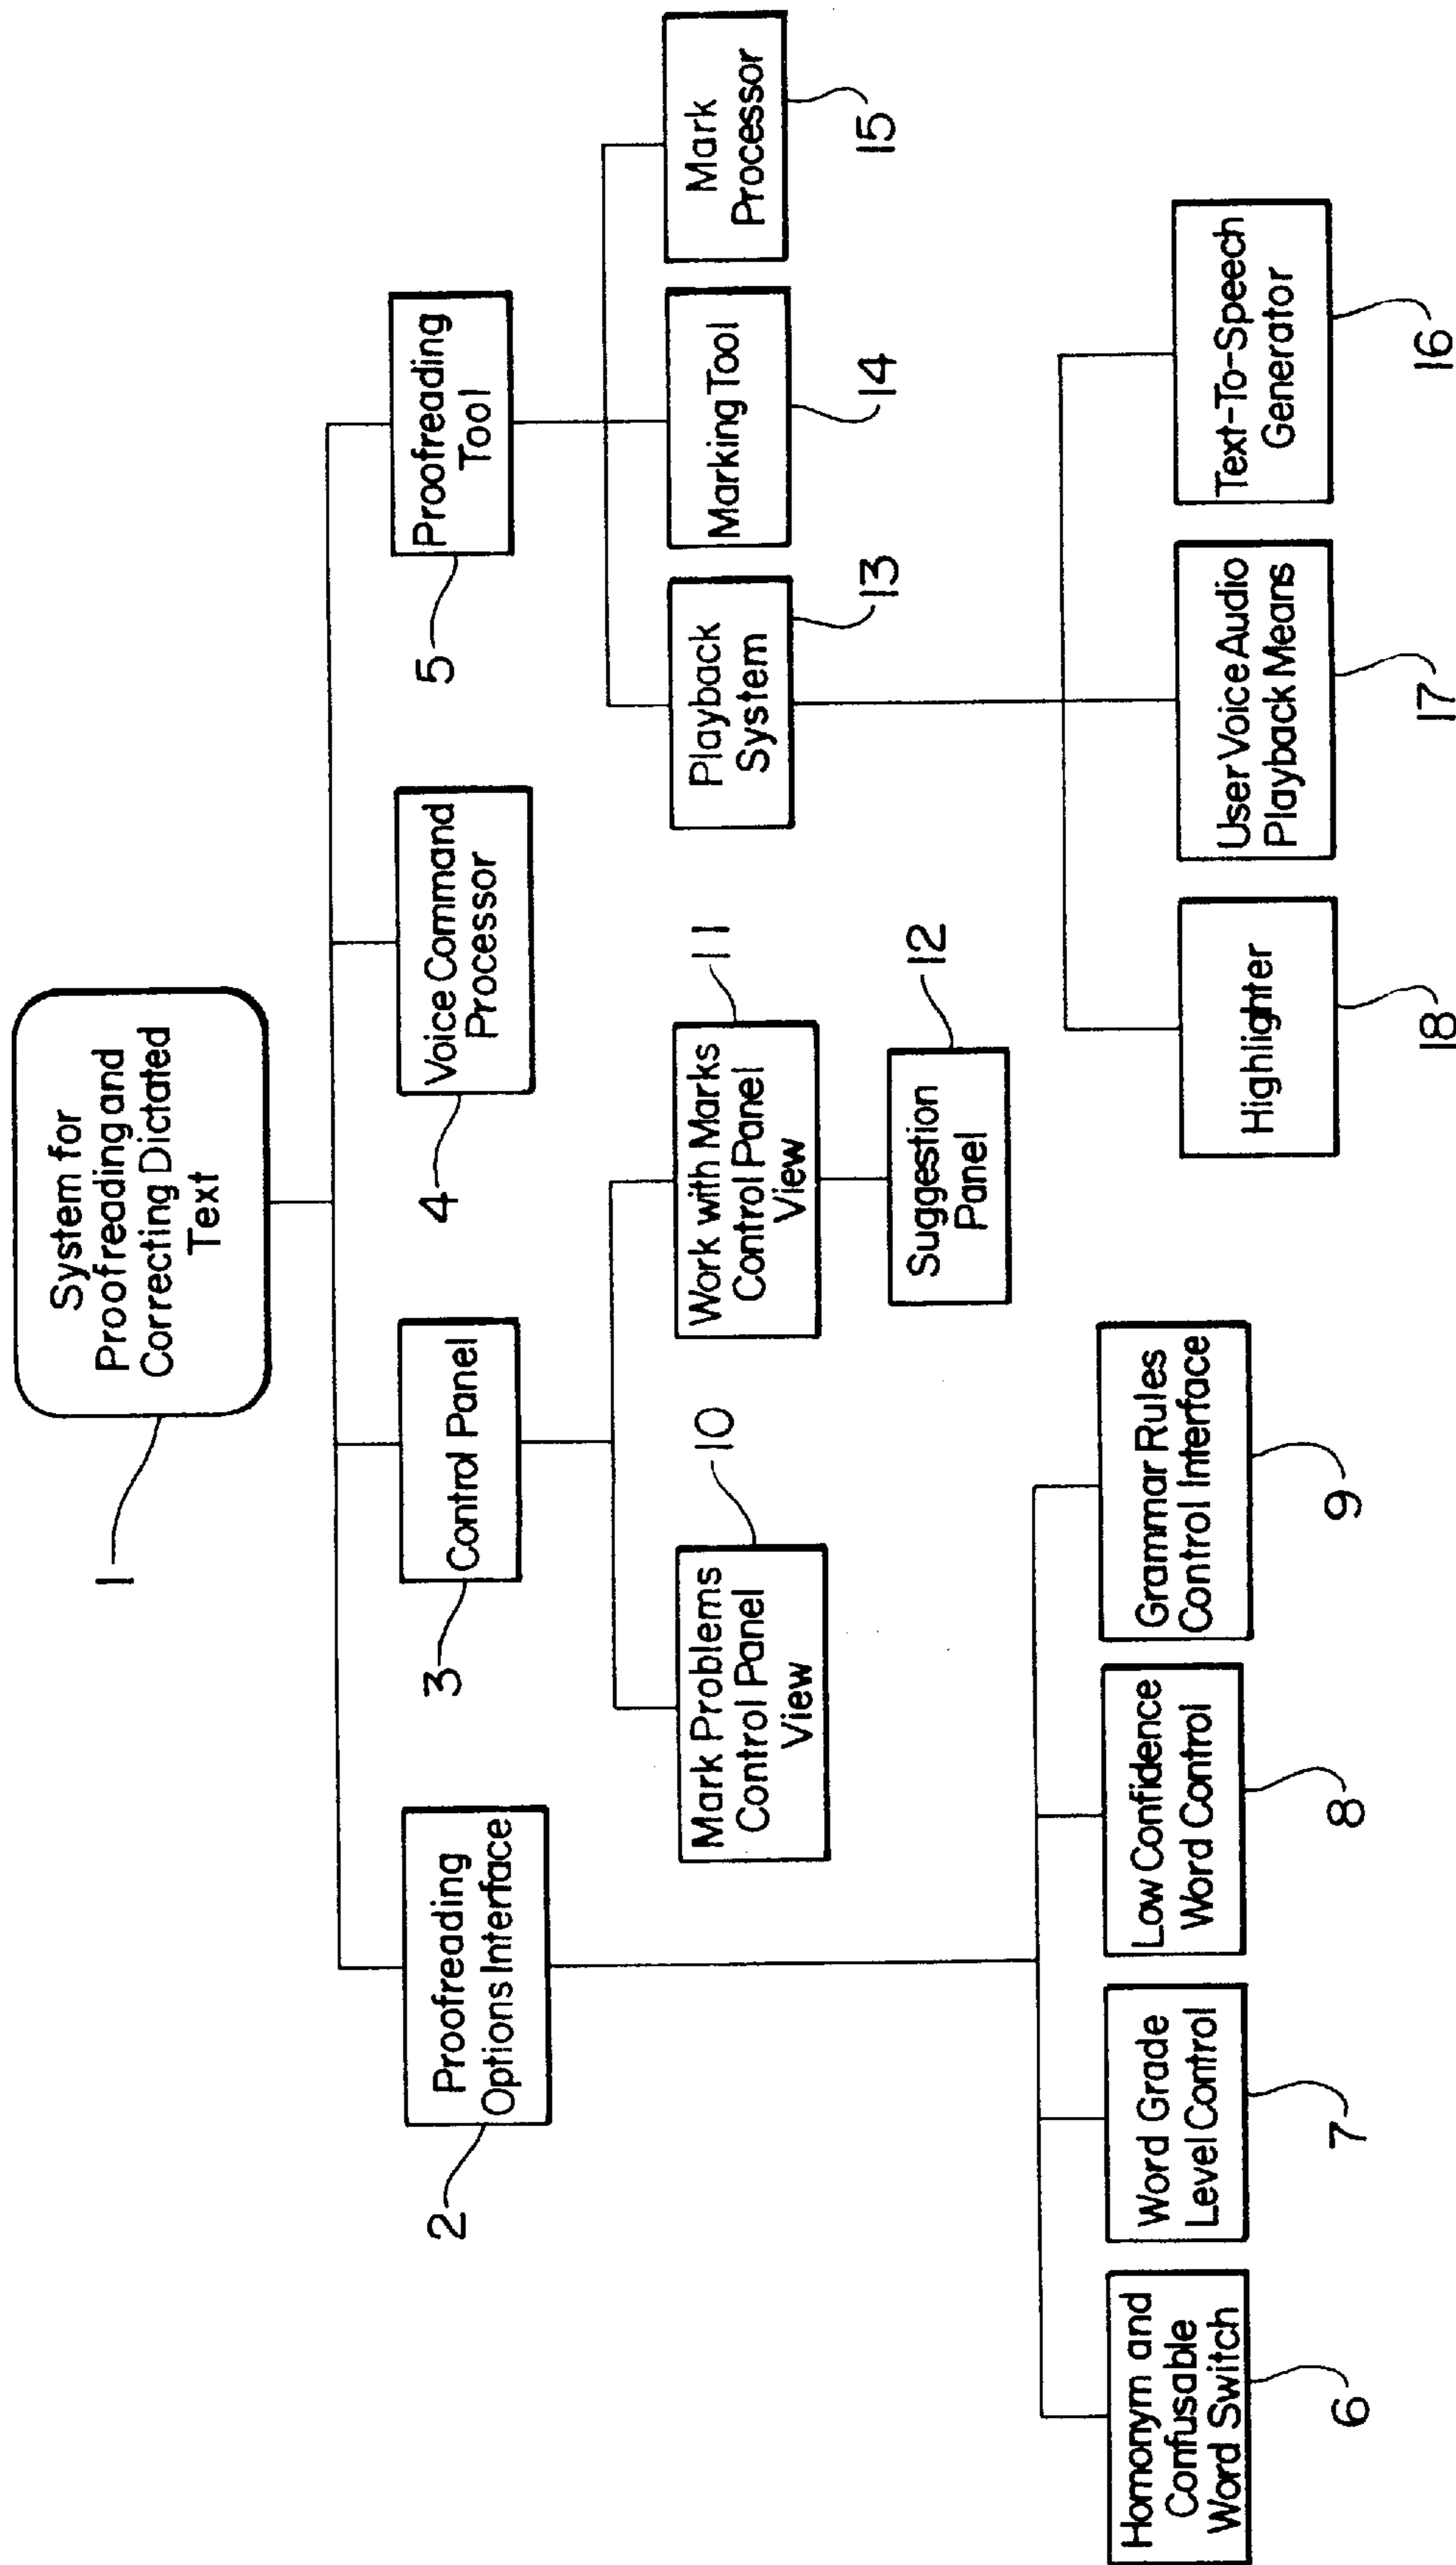 System for
Proofreading and
Correcting Dictated
Text
1
Proofreading
Options Interface
2
Control Panel
3
Voice Command
Processor
4
Proofreading
Tool
5
Mark Problems
Control Panel
View
10
Work with Marks
Control Panel
View
11
Playback
System
13
Marking Tool
14
Mark
Processor
15
Suggestion
Panel
12
Homonym and
Confusable
Word Switch
6
Word Grade
Level Control
7
Low Confidence
Word Control
8
Grammar Rules
Control Interface
9
Highlighter
18
User Voice Audio
Playback Means
17
Text-To-Speech
Generator
16